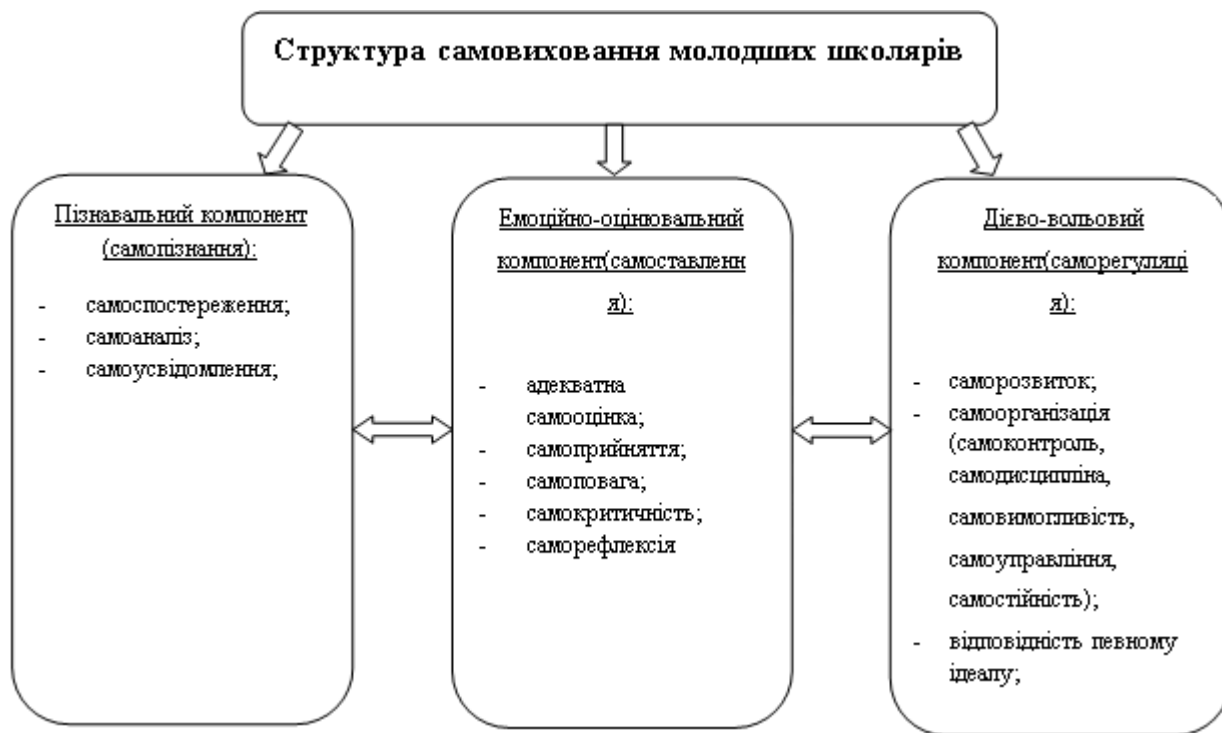 Структура самовиховання молодших школярів
Пізнавальний компонент
(самопізнання):
- самоспостереження;
- самоаналіз;
- самоусвідомлення;
Емоційно-оцінювальний
компонент(самоставленн
я):
- адекватна
самооцінка;
- самоприйняття;
- самоповага;
- самокритичність;
- саморефлексія
Дієво-вольовий
компонент(саморегуляці
я):
- саморозвиток;
- самоорганізація
(самоконтроль,
самодисципліна,
самовимогливість,
самоуправління,
самостійність);
- відповідність певному
ідеалу;